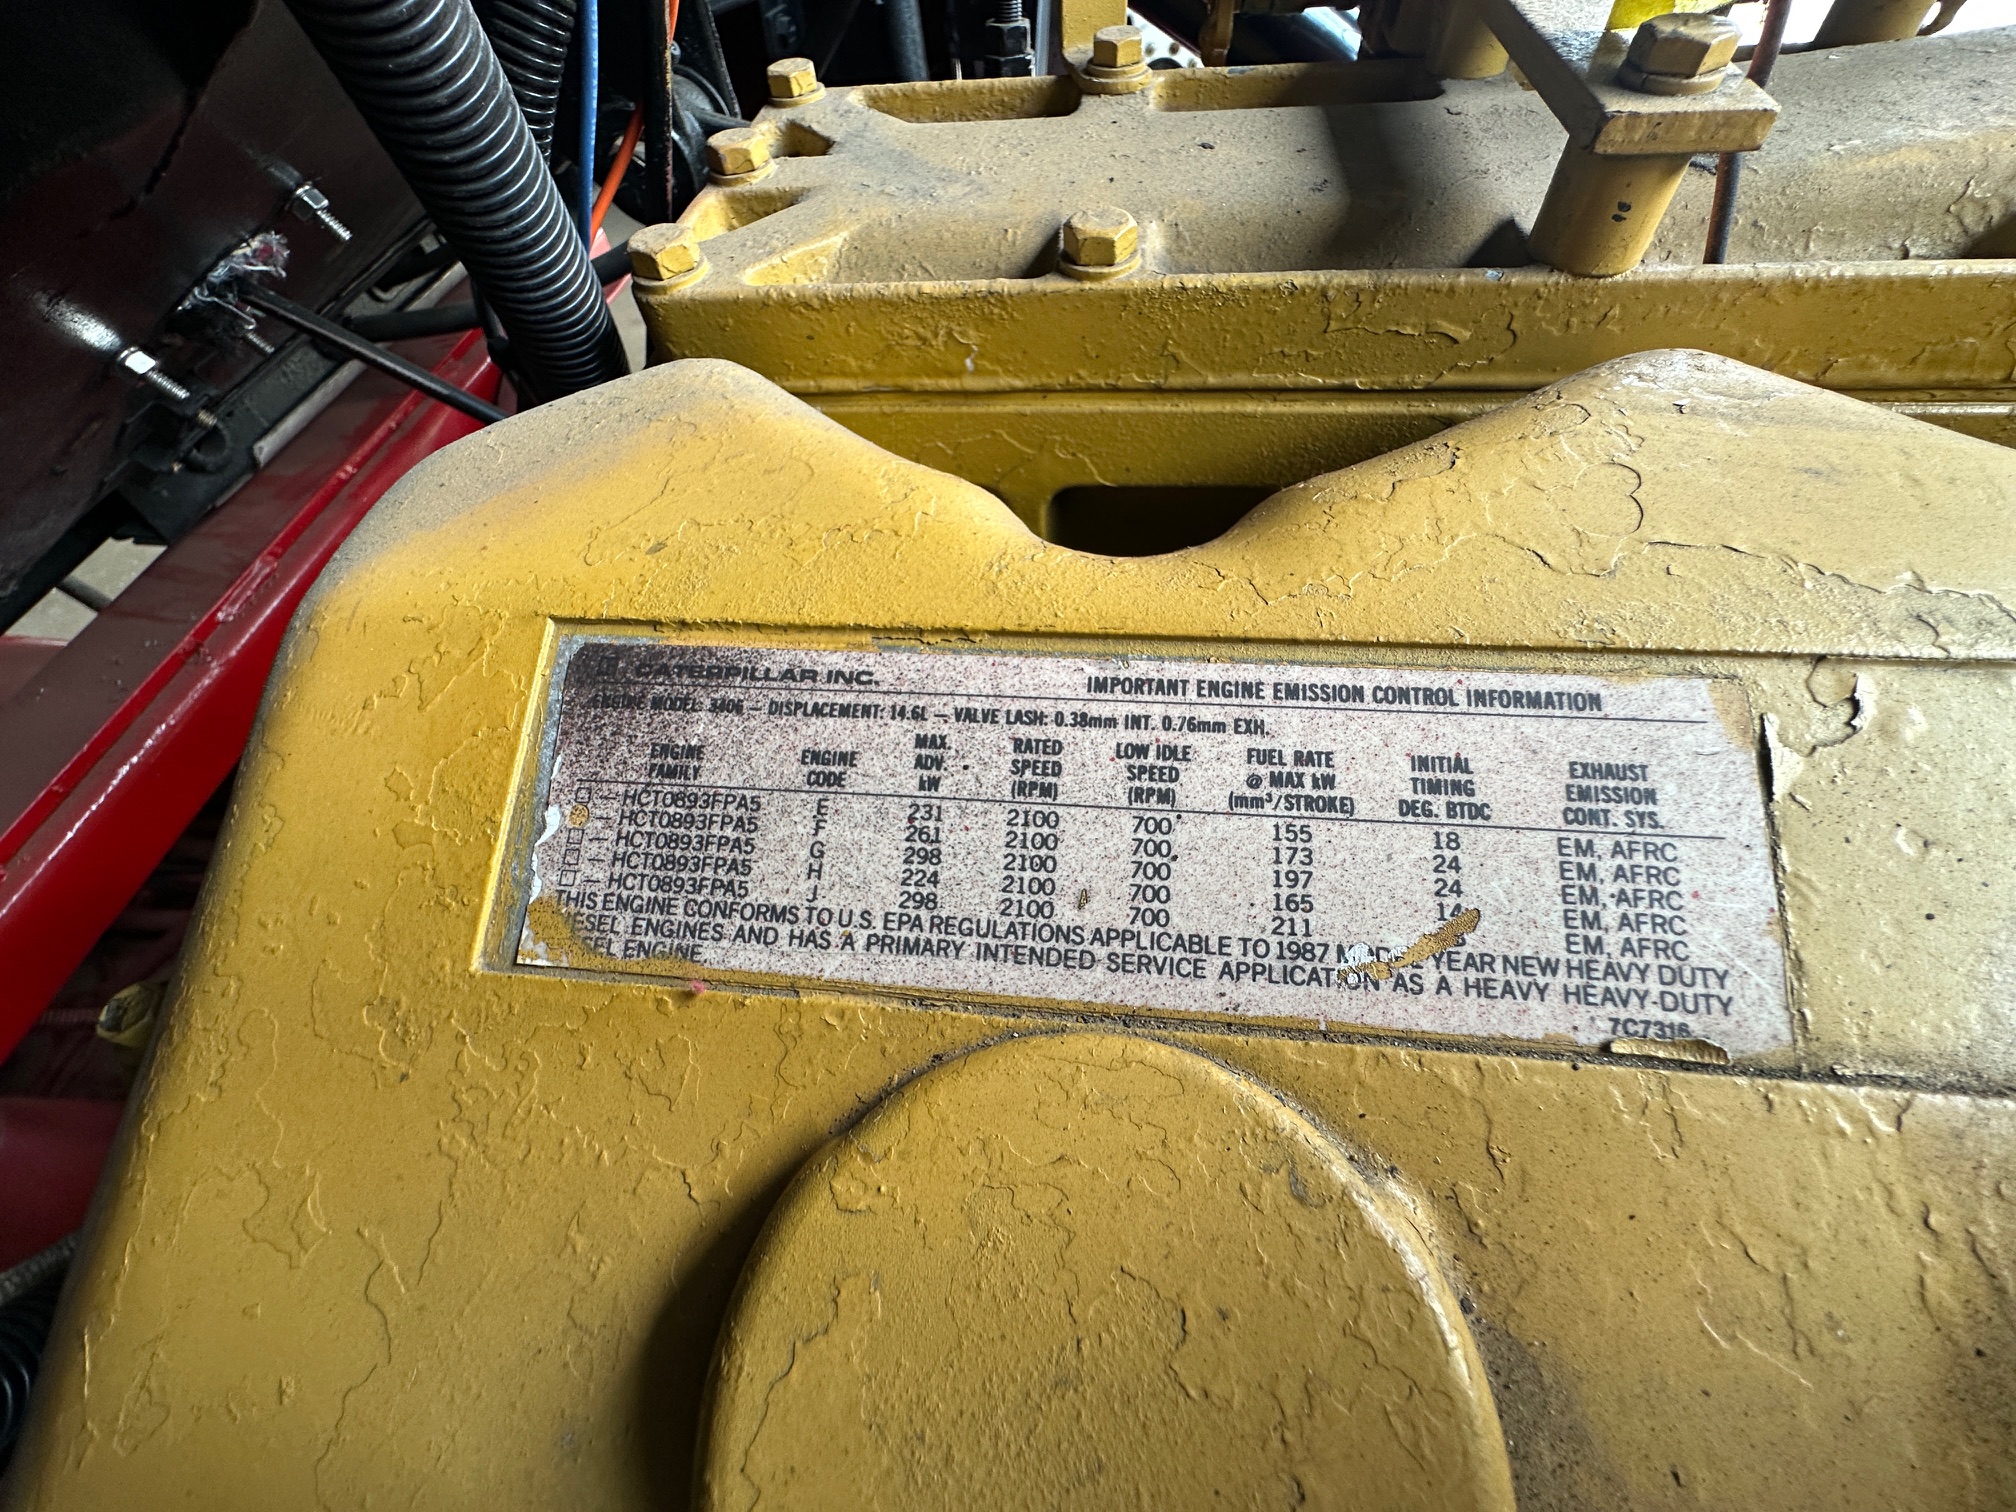 CATERPILLAR INC. IMPORTANT ENGINE EMISSION CONTROL INFORMATION
ENGINE MODEL: 3406 — DISPLACEMENT: 14.6L — VALVE LASH: 0.38mm INT. 0.76mm EXH.
ENGINE FAMILY ENGINE CODE MAX. ADV. kW RATED SPEED (RPM) LOW IDLE SPEED (RPM) FUEL RATE @ MAX kW (mm³/STROKE) INITIAL TIMING DEG. BTDC EXHAUST EMISSION CONT. SYS.
— HCT0893FPA5 E 231 2100 700 155 18 EM, AFRC
— HCT0893FPA5 F 261 2100 700 173 24 EM, AFRC
— HCT0893FPA5 G 298 2100 700 197 24 EM, AFRC
— HCT0893FPA5 H 224 2100 700 165 14 EM, AFRC
— HCT0893FPA5 J 298 2100 700 211 EM, AFRC
THIS ENGINE CONFORMS TO U.S. EPA REGULATIONS APPLICABLE TO 1987 MODEL YEAR NEW HEAVY DUTY
DIESEL ENGINES AND HAS A PRIMARY INTENDED SERVICE APPLICATION AS A HEAVY HEAVY-DUTY
DIESEL ENGINE
7C7316